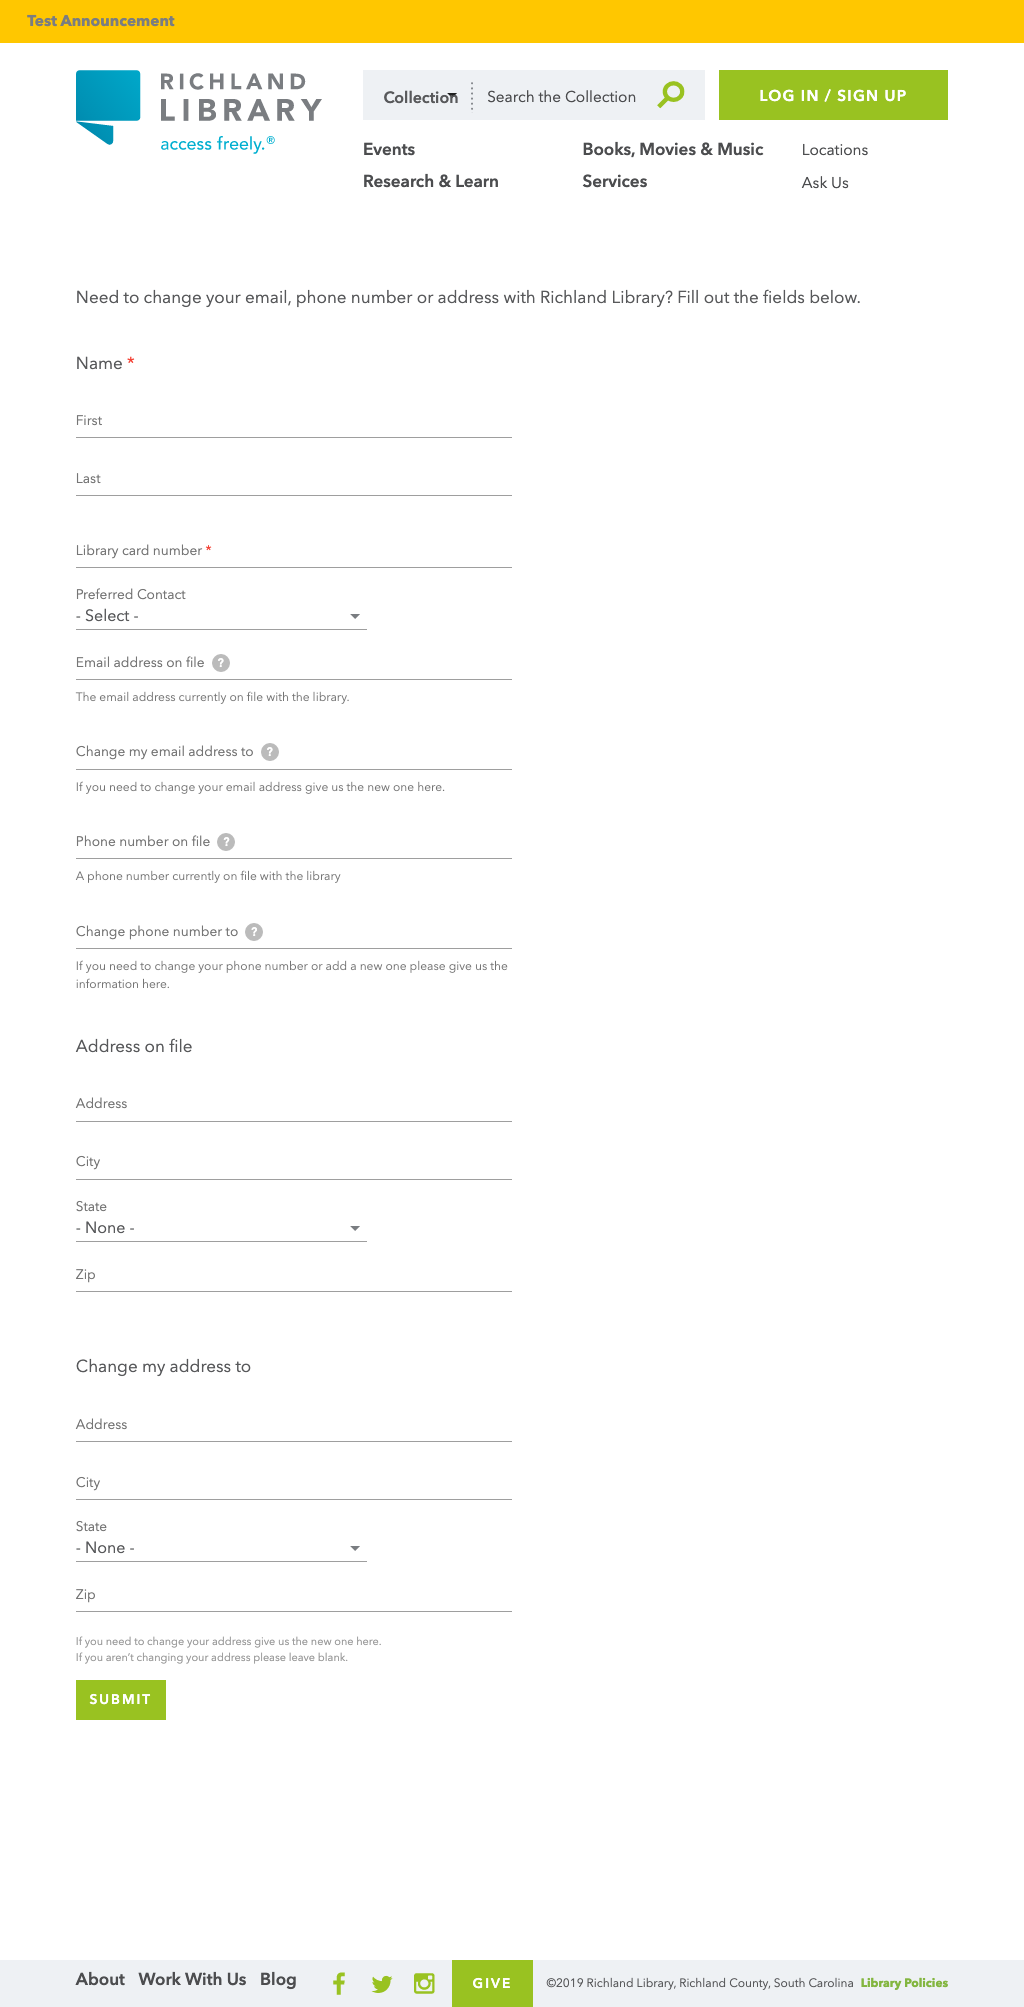 Test Announcement
RICHLAND
LIBRARY
access freely.®
Collection
Search the Collection
LOG IN / SIGN UP
Events
Books, Movies & Music
Locations
Research & Learn
Services
Ask Us
Need to change your email, phone number or address with Richland Library? Fill out the fields below.
Name *
First
Last
Library card number *
Preferred Contact
- Select -
Email address on file ?
The email address currently on file with the library.
Change my email address to ?
If you need to change your email address give us the new one here.
Phone number on file ?
A phone number currently on file with the library
Change phone number to ?
If you need to change your phone number or add a new one please give us the
information here.
Address on file
Address
City
State
- None -
Zip
Change my address to
Address
City
State
- None -
Zip
If you need to change your address give us the new one here.
If you aren't changing your address please leave blank.
SUBMIT
About Work With Us Blog
GIVE
©2019 Richland Library, Richland County, South Carolina Library Policies